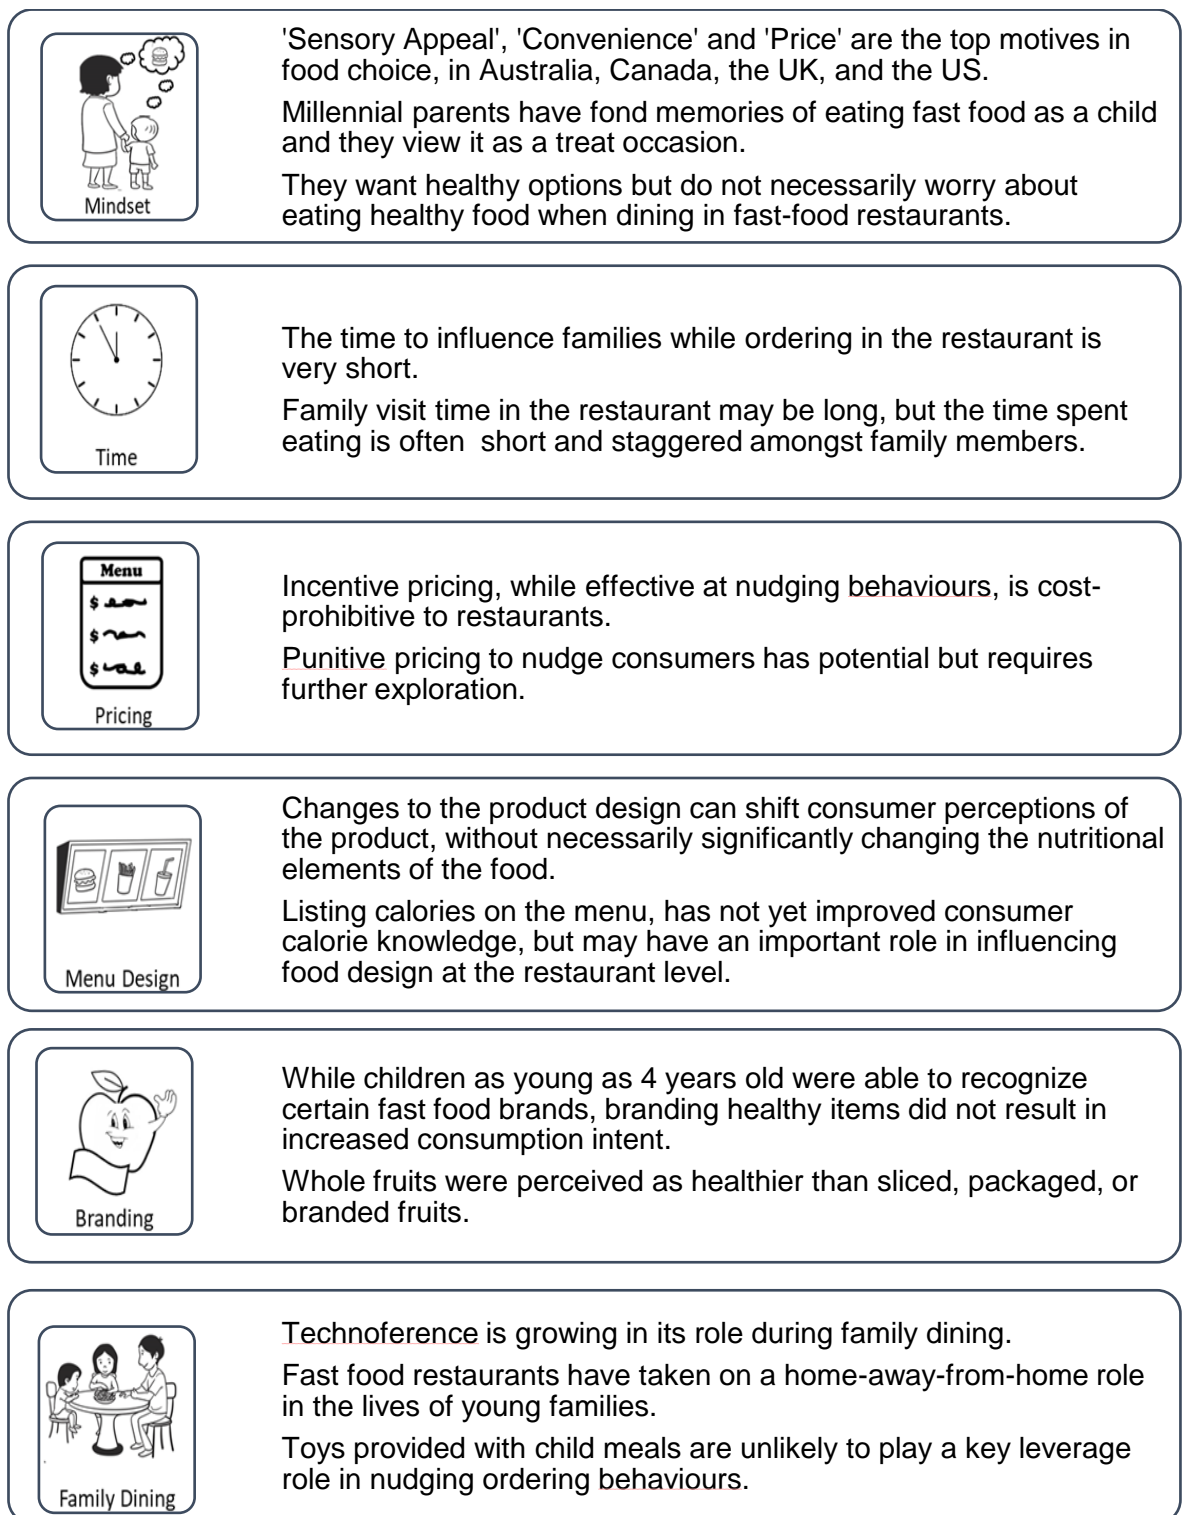 'Sensory Appeal', 'Convenience' and 'Price' are the top motives in
food choice, in Australia, Canada, the UK, and the US.
Millennial parents have fond memories of eating fast food as a child
and they view it as a treat occasion.
They want healthy options but do not necessarily worry about
eating healthy food when dining in fast-food restaurants.
Mindset
The time to influence families while ordering in the restaurant is
very short.
Family visit time in the restaurant may be long, but the time spent
eating is often  short and staggered amongst family members.
Time
Menu
$
$
$
Pricing
Incentive pricing, while effective at nudging behaviours, is cost-
prohibitive to restaurants.
Punitive pricing to nudge consumers has potential but requires
further exploration.
Changes to the product design can shift consumer perceptions of
the product, without necessarily significantly changing the nutritional
elements of the food.
Listing calories on the menu, has not yet improved consumer
calorie knowledge, but may have an important role in influencing
food design at the restaurant level.
Menu Design
While children as young as 4 years old were able to recognize
certain fast food brands, branding healthy items did not result in
increased consumption intent.
Whole fruits were perceived as healthier than sliced, packaged, or
branded fruits.
Branding
Technoference is growing in its role during family dining.
Fast food restaurants have taken on a home-away-from-home role
in the lives of young families.
Toys provided with child meals are unlikely to play a key leverage
role in nudging ordering behaviours.
Family Dining